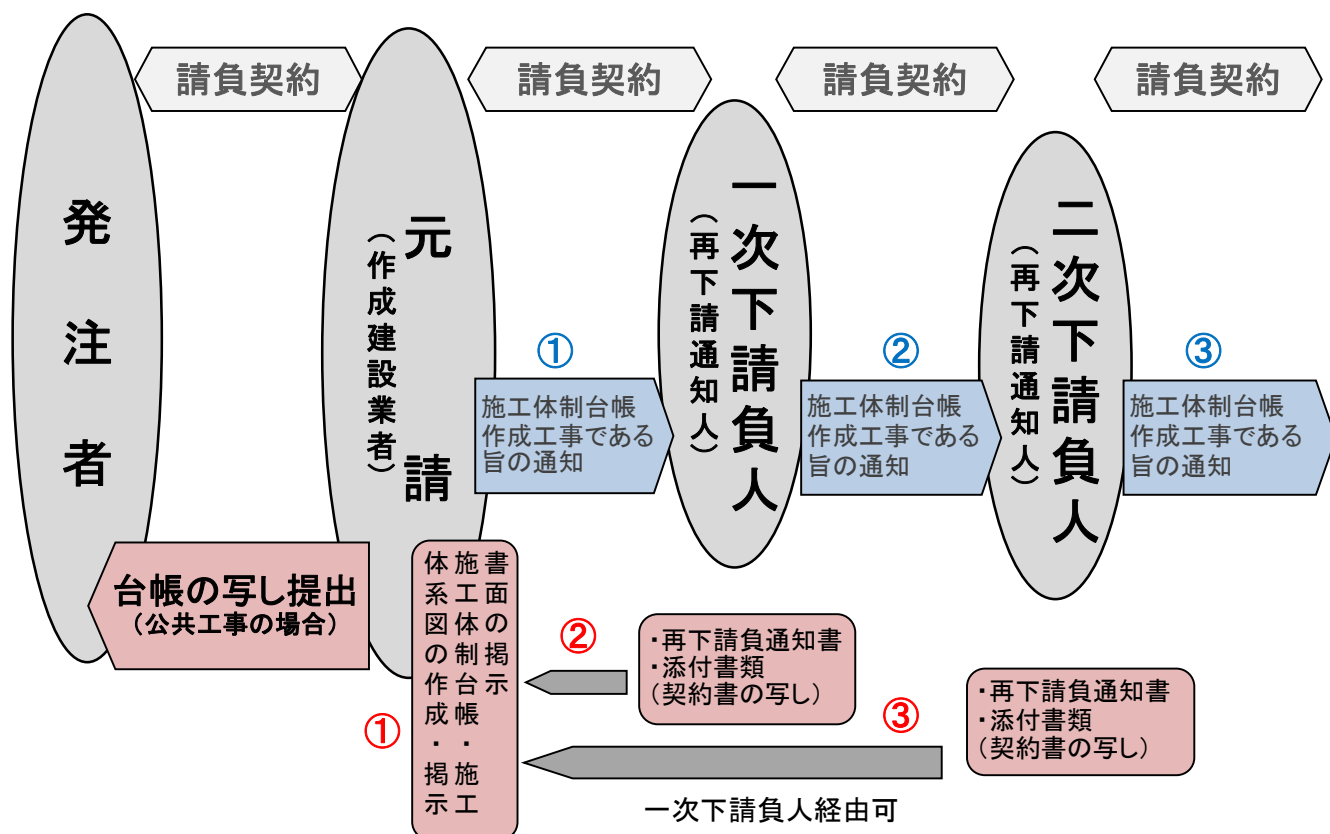 請負契約
請負契約
請負契約
請負契約
発注者
元請
（作成建設業者）
一次下請負人
（再下請通知人）
二次下請負人
（再下請通知人）
①
施工体制台帳
作成工事である
旨の通知
②
施工体制台帳
作成工事である
旨の通知
③
施工体制台帳
作成工事である
旨の通知
台帳の写し提出
（公共工事の場合）
①
書面の掲示
施工体制台帳・施工
体系図の作成・掲示
②
・再下請負通知書
・添付書類
（契約書の写し）
③
・再下請負通知書
・添付書類
（契約書の写し）
一次下請負人経由可